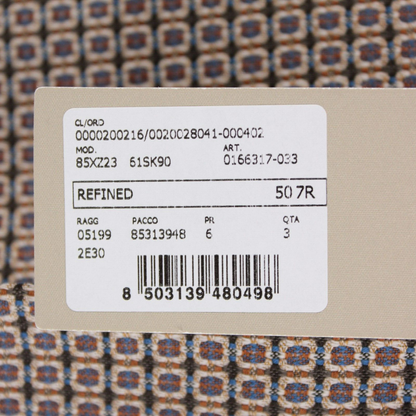 CL/ORD
0000200216/0020028041-000402
MOD. ART.
85XZ23 61SK90 0166317-033
REFINED 50 7R
RAGG PACCO PR QTA
05199 85313948 6 3
2E30
8 503139 480498